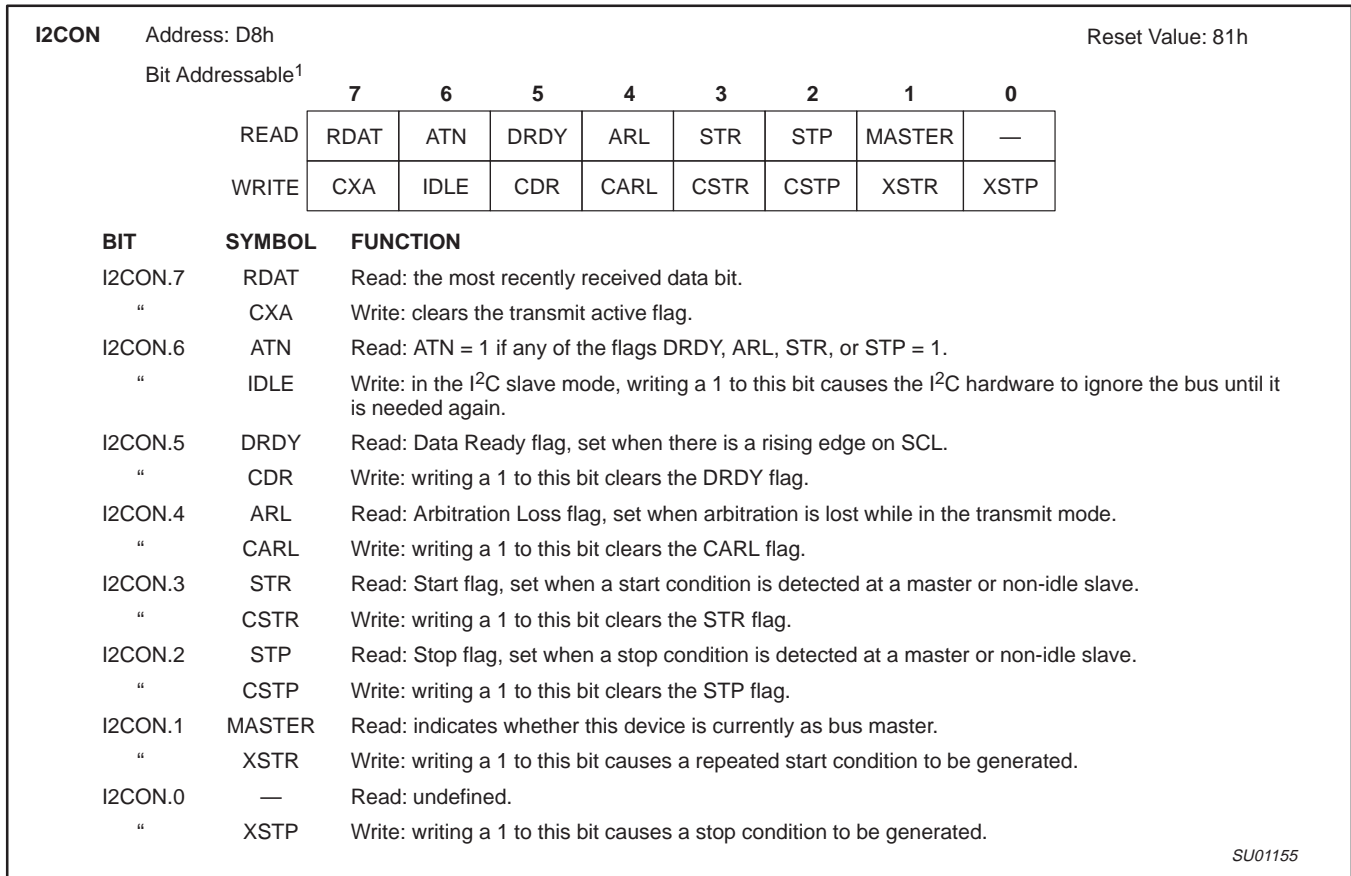 I2CON Address: D8h Reset Value: 81h
Bit Addressable1
7 6 5 4 3 2 1 0
READ RDAT ATN DRDY ARL STR STP MASTER —
WRITE CXA IDLE CDR CARL CSTR CSTP XSTR XSTP
BIT SYMBOL FUNCTION
I2CON.7 RDAT Read: the most recently received data bit.
“ CXA Write: clears the transmit active flag.
I2CON.6 ATN Read: ATN = 1 if any of the flags DRDY, ARL, STR, or STP = 1.
“ IDLE Write: in the I2C slave mode, writing a 1 to this bit causes the I2C hardware to ignore the bus until it
is needed again.
I2CON.5 DRDY Read: Data Ready flag, set when there is a rising edge on SCL.
“ CDR Write: writing a 1 to this bit clears the DRDY flag.
I2CON.4 ARL Read: Arbitration Loss flag, set when arbitration is lost while in the transmit mode.
“ CARL Write: writing a 1 to this bit clears the CARL flag.
I2CON.3 STR Read: Start flag, set when a start condition is detected at a master or non-idle slave.
“ CSTR Write: writing a 1 to this bit clears the STR flag.
I2CON.2 STP Read: Stop flag, set when a stop condition is detected at a master or non-idle slave.
“ CSTP Write: writing a 1 to this bit clears the STP flag.
I2CON.1 MASTER Read: indicates whether this device is currently as bus master.
“ XSTR Write: writing a 1 to this bit causes a repeated start condition to be generated.
I2CON.0 — Read: undefined.
“ XSTP Write: writing a 1 to this bit causes a stop condition to be generated.
SU01155